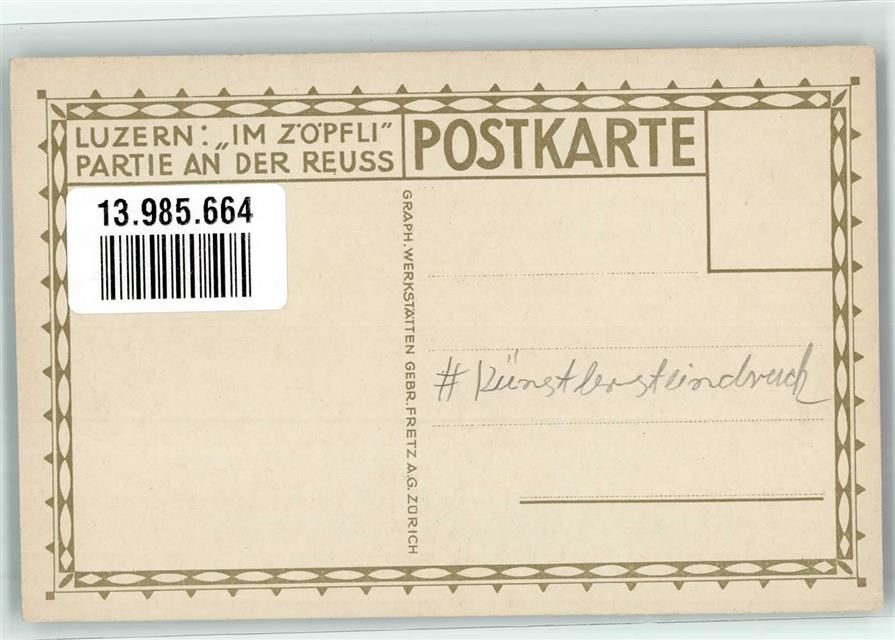 LUZERN: „IM ZÖPFLI”
PARTIE AN DER REUSS
POSTKARTE
13.985.664
GRAPH. WERKSTÄTTEN GEBR. FRETZ A.G. ZÜRICH
# Künstlersteindruck